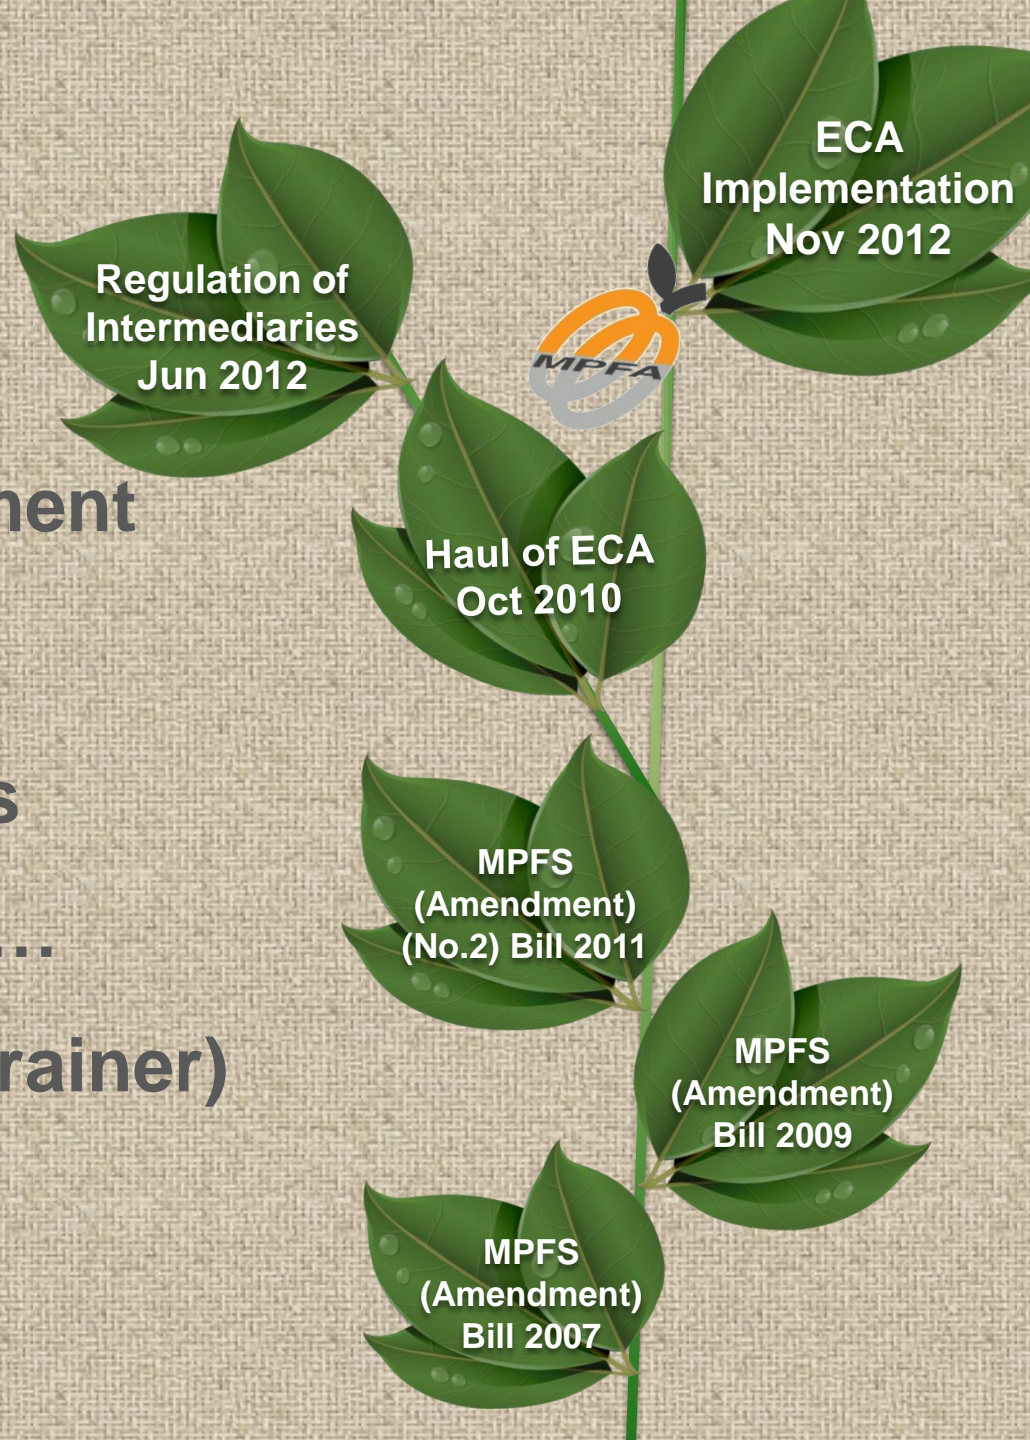 ECA
Implementation
Nov 2012
Regulation of
Intermediaries
Jun 2012
MPFA
Haul of ECA
Oct 2010
MPFS
(Amendment)
(No.2) Bill 2011
MPFS
(Amendment)
Bill 2009
MPFS
(Amendment)
Bill 2007
ment
s
…
rainer)